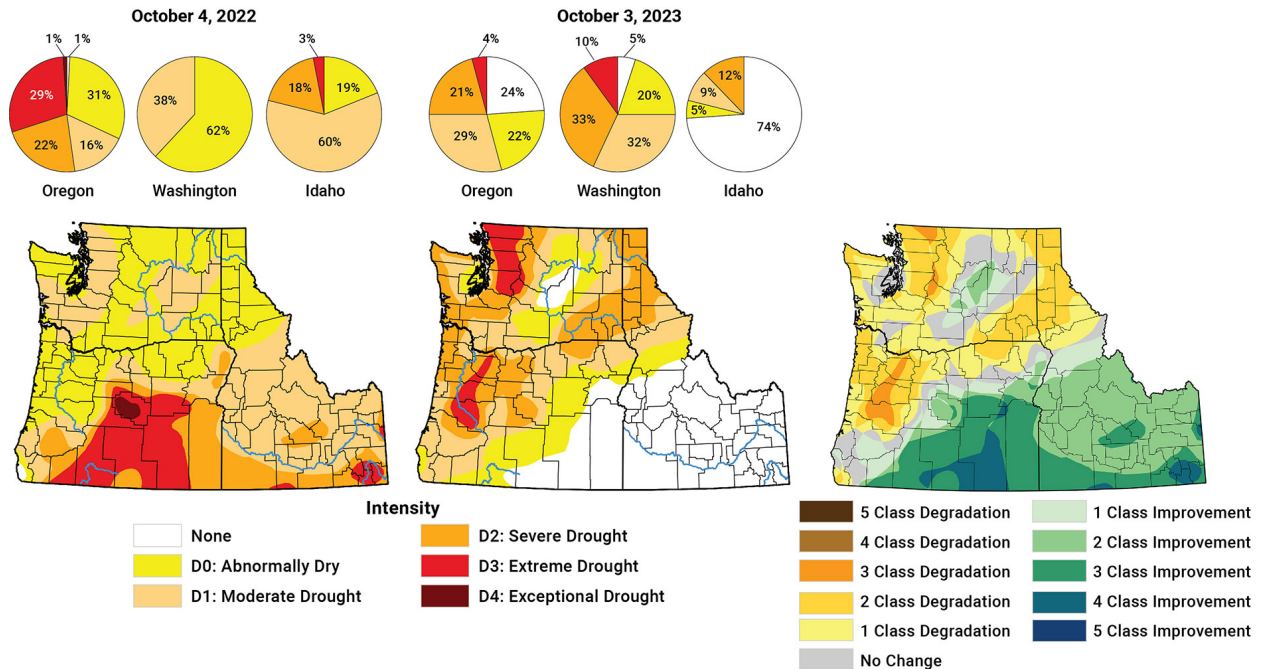 October 4, 2022
1%
1%
29%
31%
22%
16%
Oregon
38%
62%
Washington
3%
18%
19%
60%
Idaho
October 3, 2023
4%
21%
24%
29%
22%
Oregon
10%
5%
20%
33%
32%
Washington
12%
9%
5%
74%
Idaho
Intensity
None
D0: Abnormally Dry
D1: Moderate Drought
D2: Severe Drought
D3: Extreme Drought
D4: Exceptional Drought
5 Class Degradation
4 Class Degradation
3 Class Degradation
2 Class Degradation
1 Class Degradation
No Change
1 Class Improvement
2 Class Improvement
3 Class Improvement
4 Class Improvement
5 Class Improvement